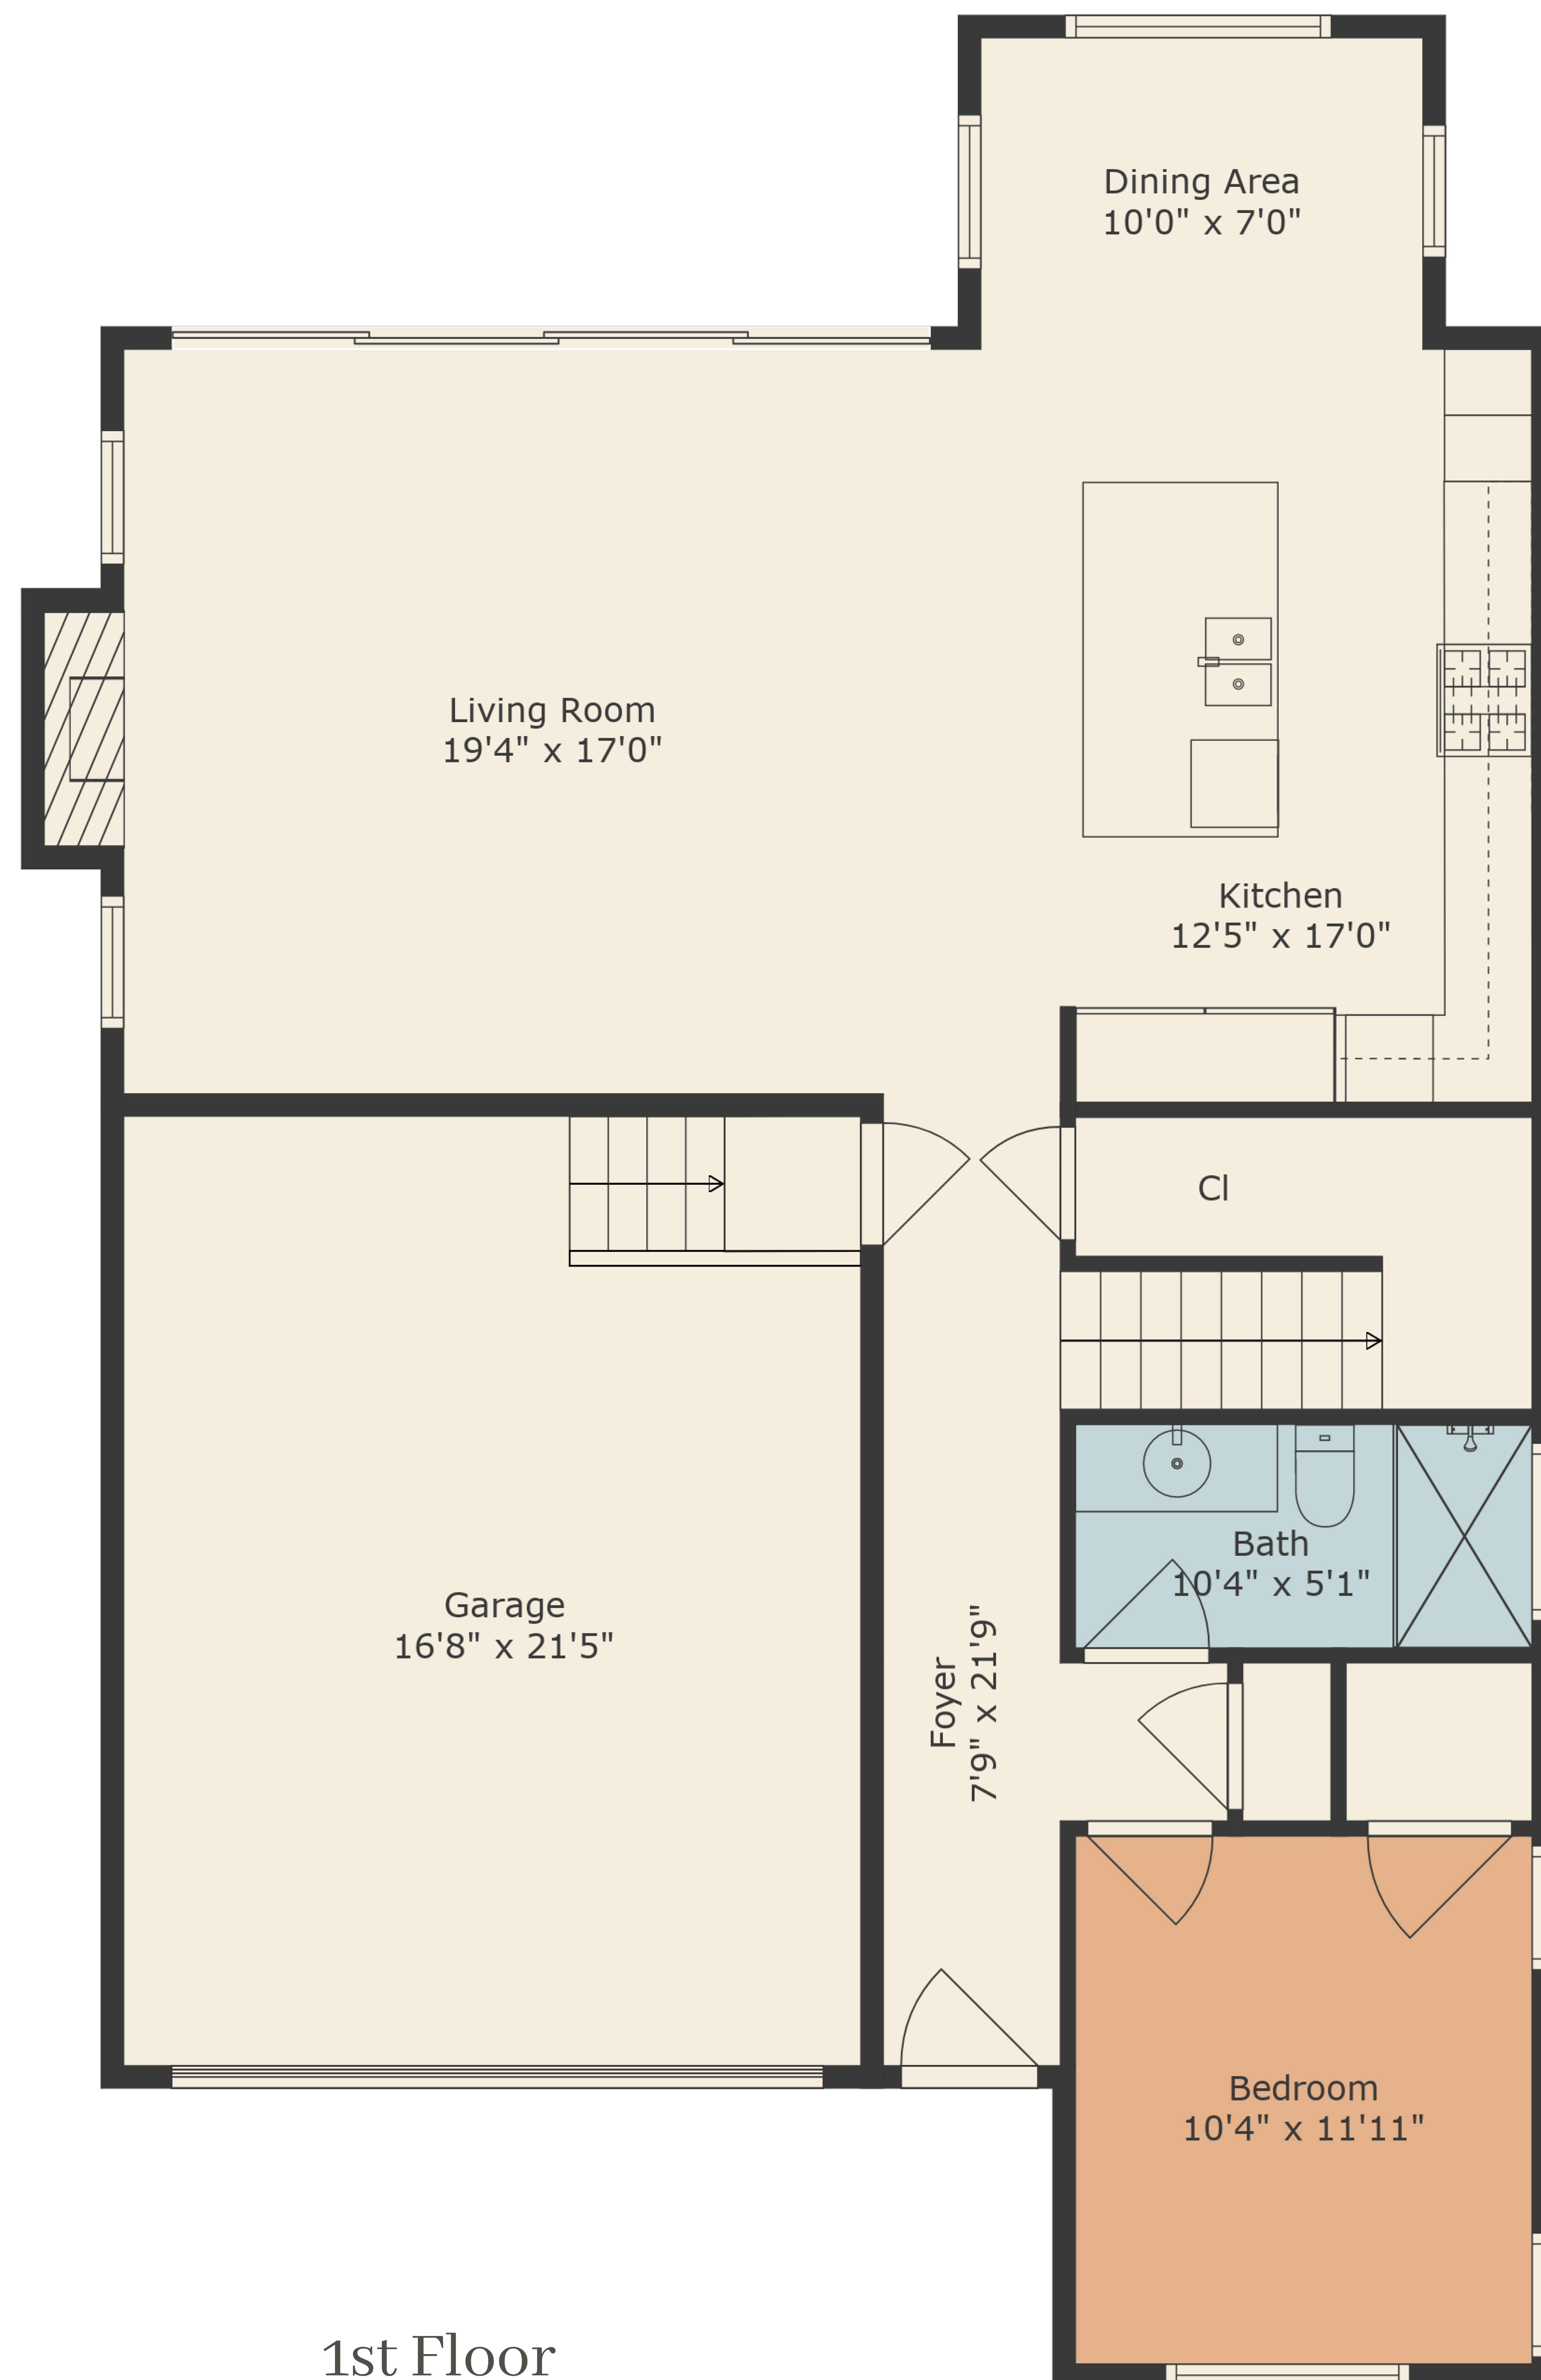 Dining Area
10'0" x 7'0"
Living Room
19'4" x 17'0"
Kitchen
12'5" x 17'0"
Cl
Bath
10'4" x 5'1"
Garage
16'8" x 21'5"
Foyer
7'9" x 21'9"
Bedroom
10'4" x 11'11"
1st Floor